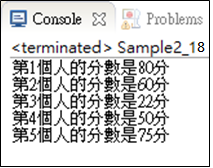 Console Problems
<terminated> Sample2_18
第1個人的分數是80分
第2個人的分數是60分
第3個人的分數是22分
第4個人的分數是50分
第5個人的分數是75分